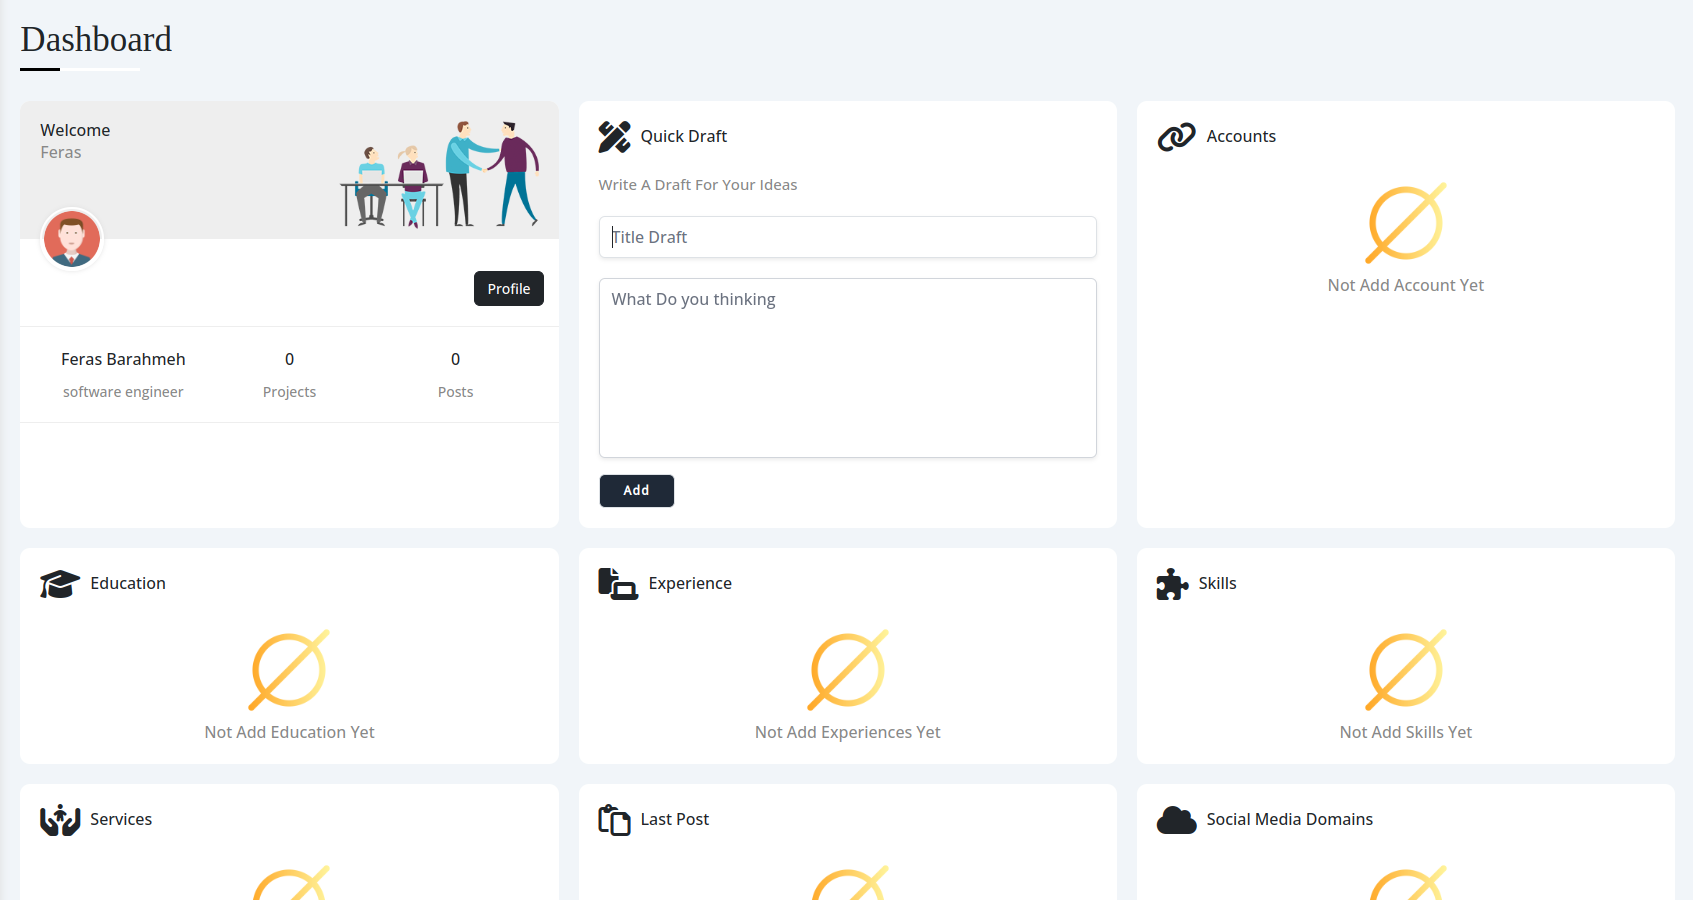 Dashboard
Welcome
Feras
Profile
Feras Barahmeh
software engineer
0
Projects
0
Posts
Quick Draft
Write A Draft For Your Ideas
Title Draft
What Do you thinking
Add
Accounts
Not Add Account Yet
Education
Not Add Education Yet
Experience
Not Add Experiences Yet
Skills
Not Add Skills Yet
Services
Last Post
Social Media Domains